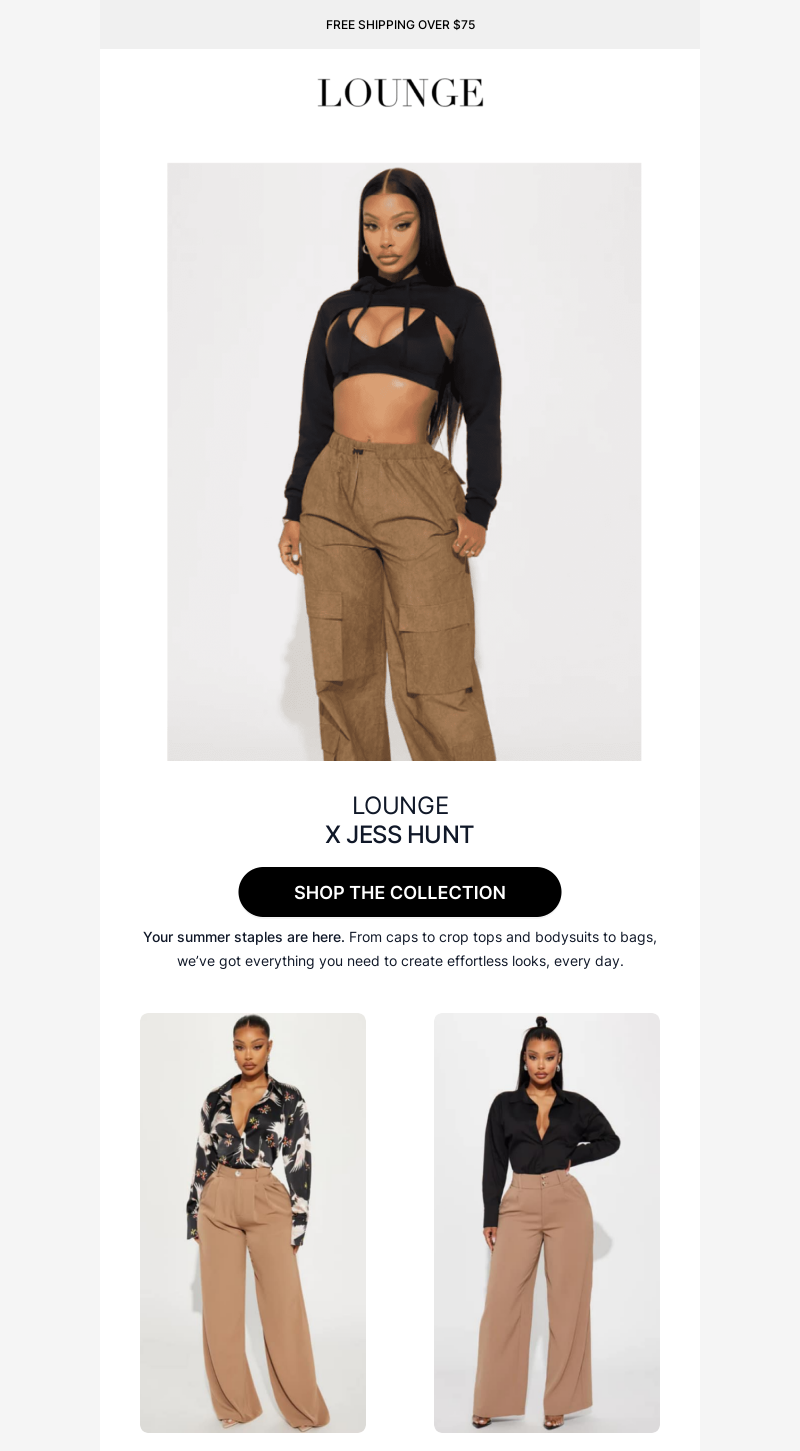 FREE SHIPPING OVER $75
LOUNGE
LOUNGE
X JESS HUNT
SHOP THE COLLECTION
Your summer staples are here. From caps to crop tops and bodysuits to bags,
we’ve got everything you need to create effortless looks, every day.